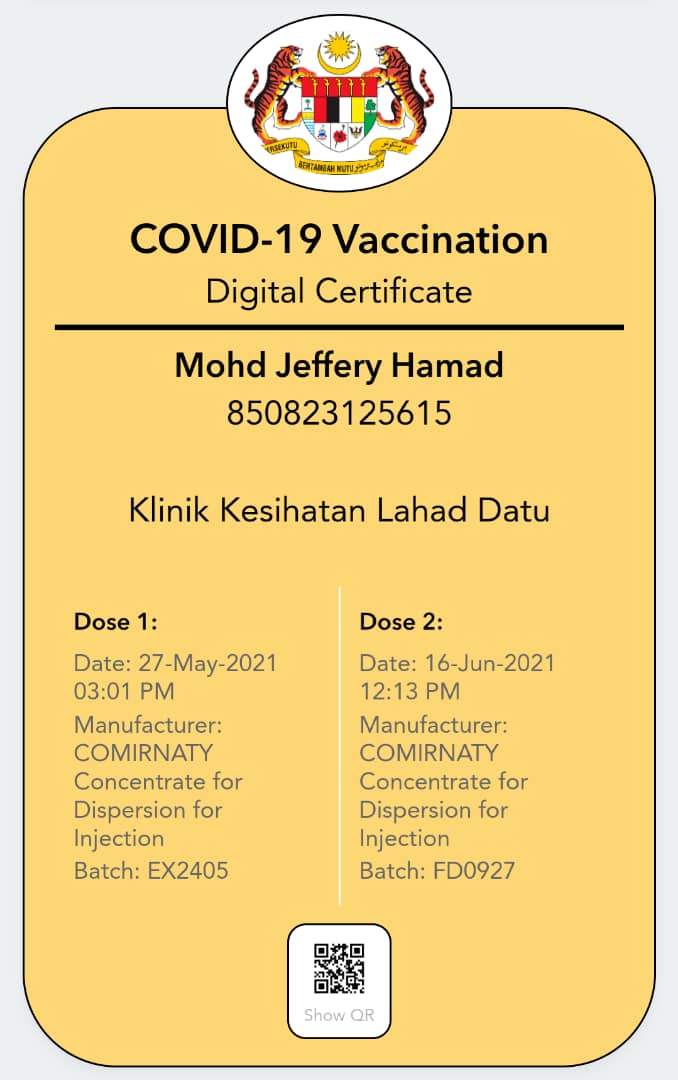 BERTAMBAH MUTU
COVID-19 Vaccination
Digital Certificate
Mohd Jeffery Hamad
850823125615
Klinik Kesihatan Lahad Datu
Dose 1:
Date: 27-May-2021
03:01 PM
Manufacturer:
COMIRNATY
Concentrate for
Dispersion for
Injection
Batch: EX2405
Dose 2:
Date: 16-Jun-2021
12:13 PM
Manufacturer:
COMIRNATY
Concentrate for
Dispersion for
Injection
Batch: FD0927
Show QR